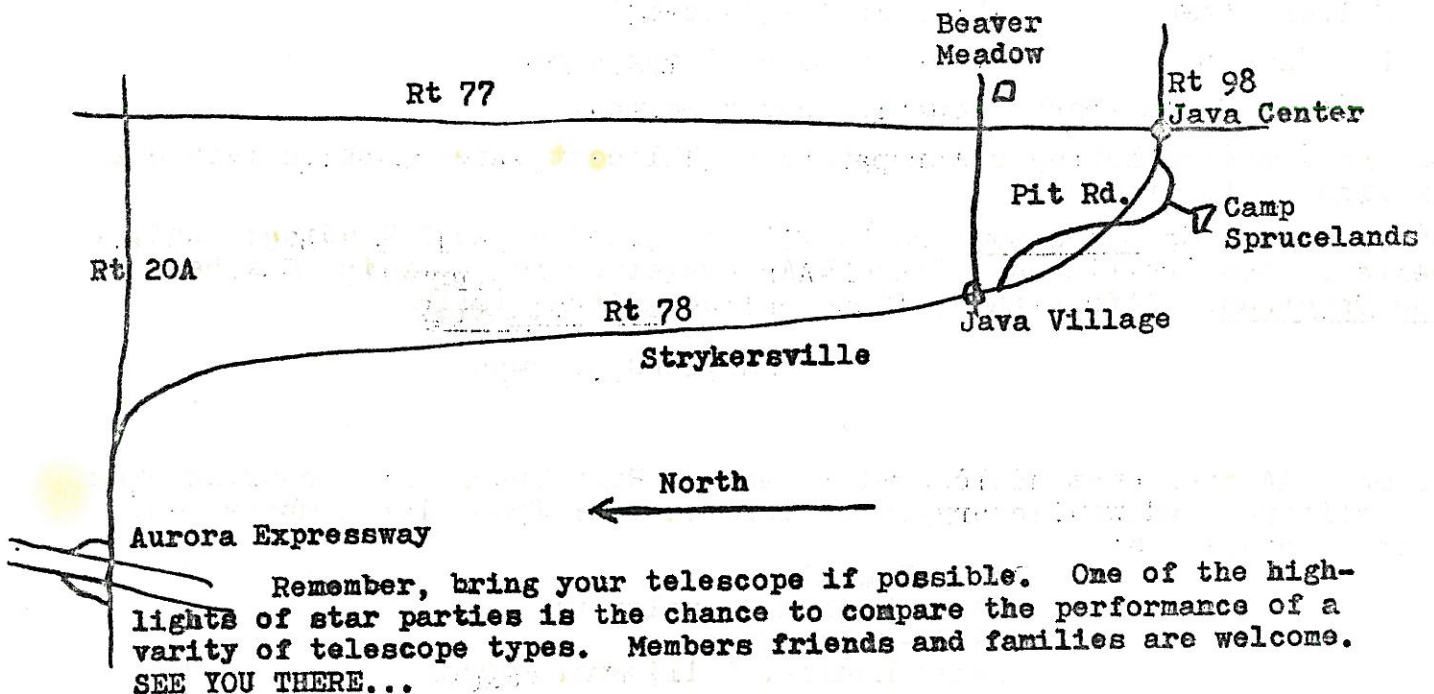 Beaver
Meadow
Rt 77
Rt 98
Java Center
Pit Rd.
Camp
Sprucelands
Rt 20A
Rt 78
Java Village
Strykersville
North
Aurora Expressway
Remember, bring your telescope if possible. One of the high-
lights of star parties is the chance to compare the performance of a
varity of telescope types. Members friends and families are welcome.
SEE YOU THERE...